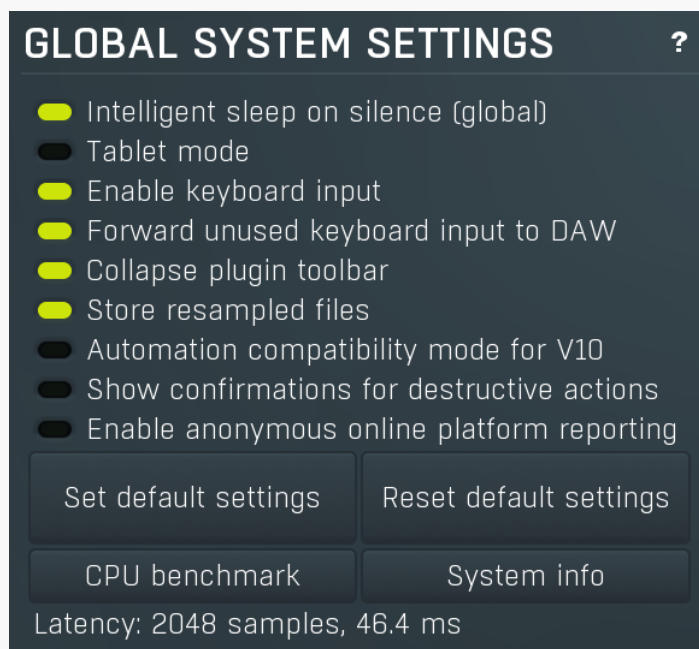 GLOBAL SYSTEM SETTINGS ?
Intelligent sleep on silence (global)
Tablet mode
Enable keyboard input
Forward unused keyboard input to DAW
Collapse plugin toolbar
Store resampled files
Automation compatibility mode for V10
Show confirmations for destructive actions
Enable anonymous online platform reporting
Set default settings Reset default settings
CPU benchmark System info
Latency: 2048 samples, 46.4 ms